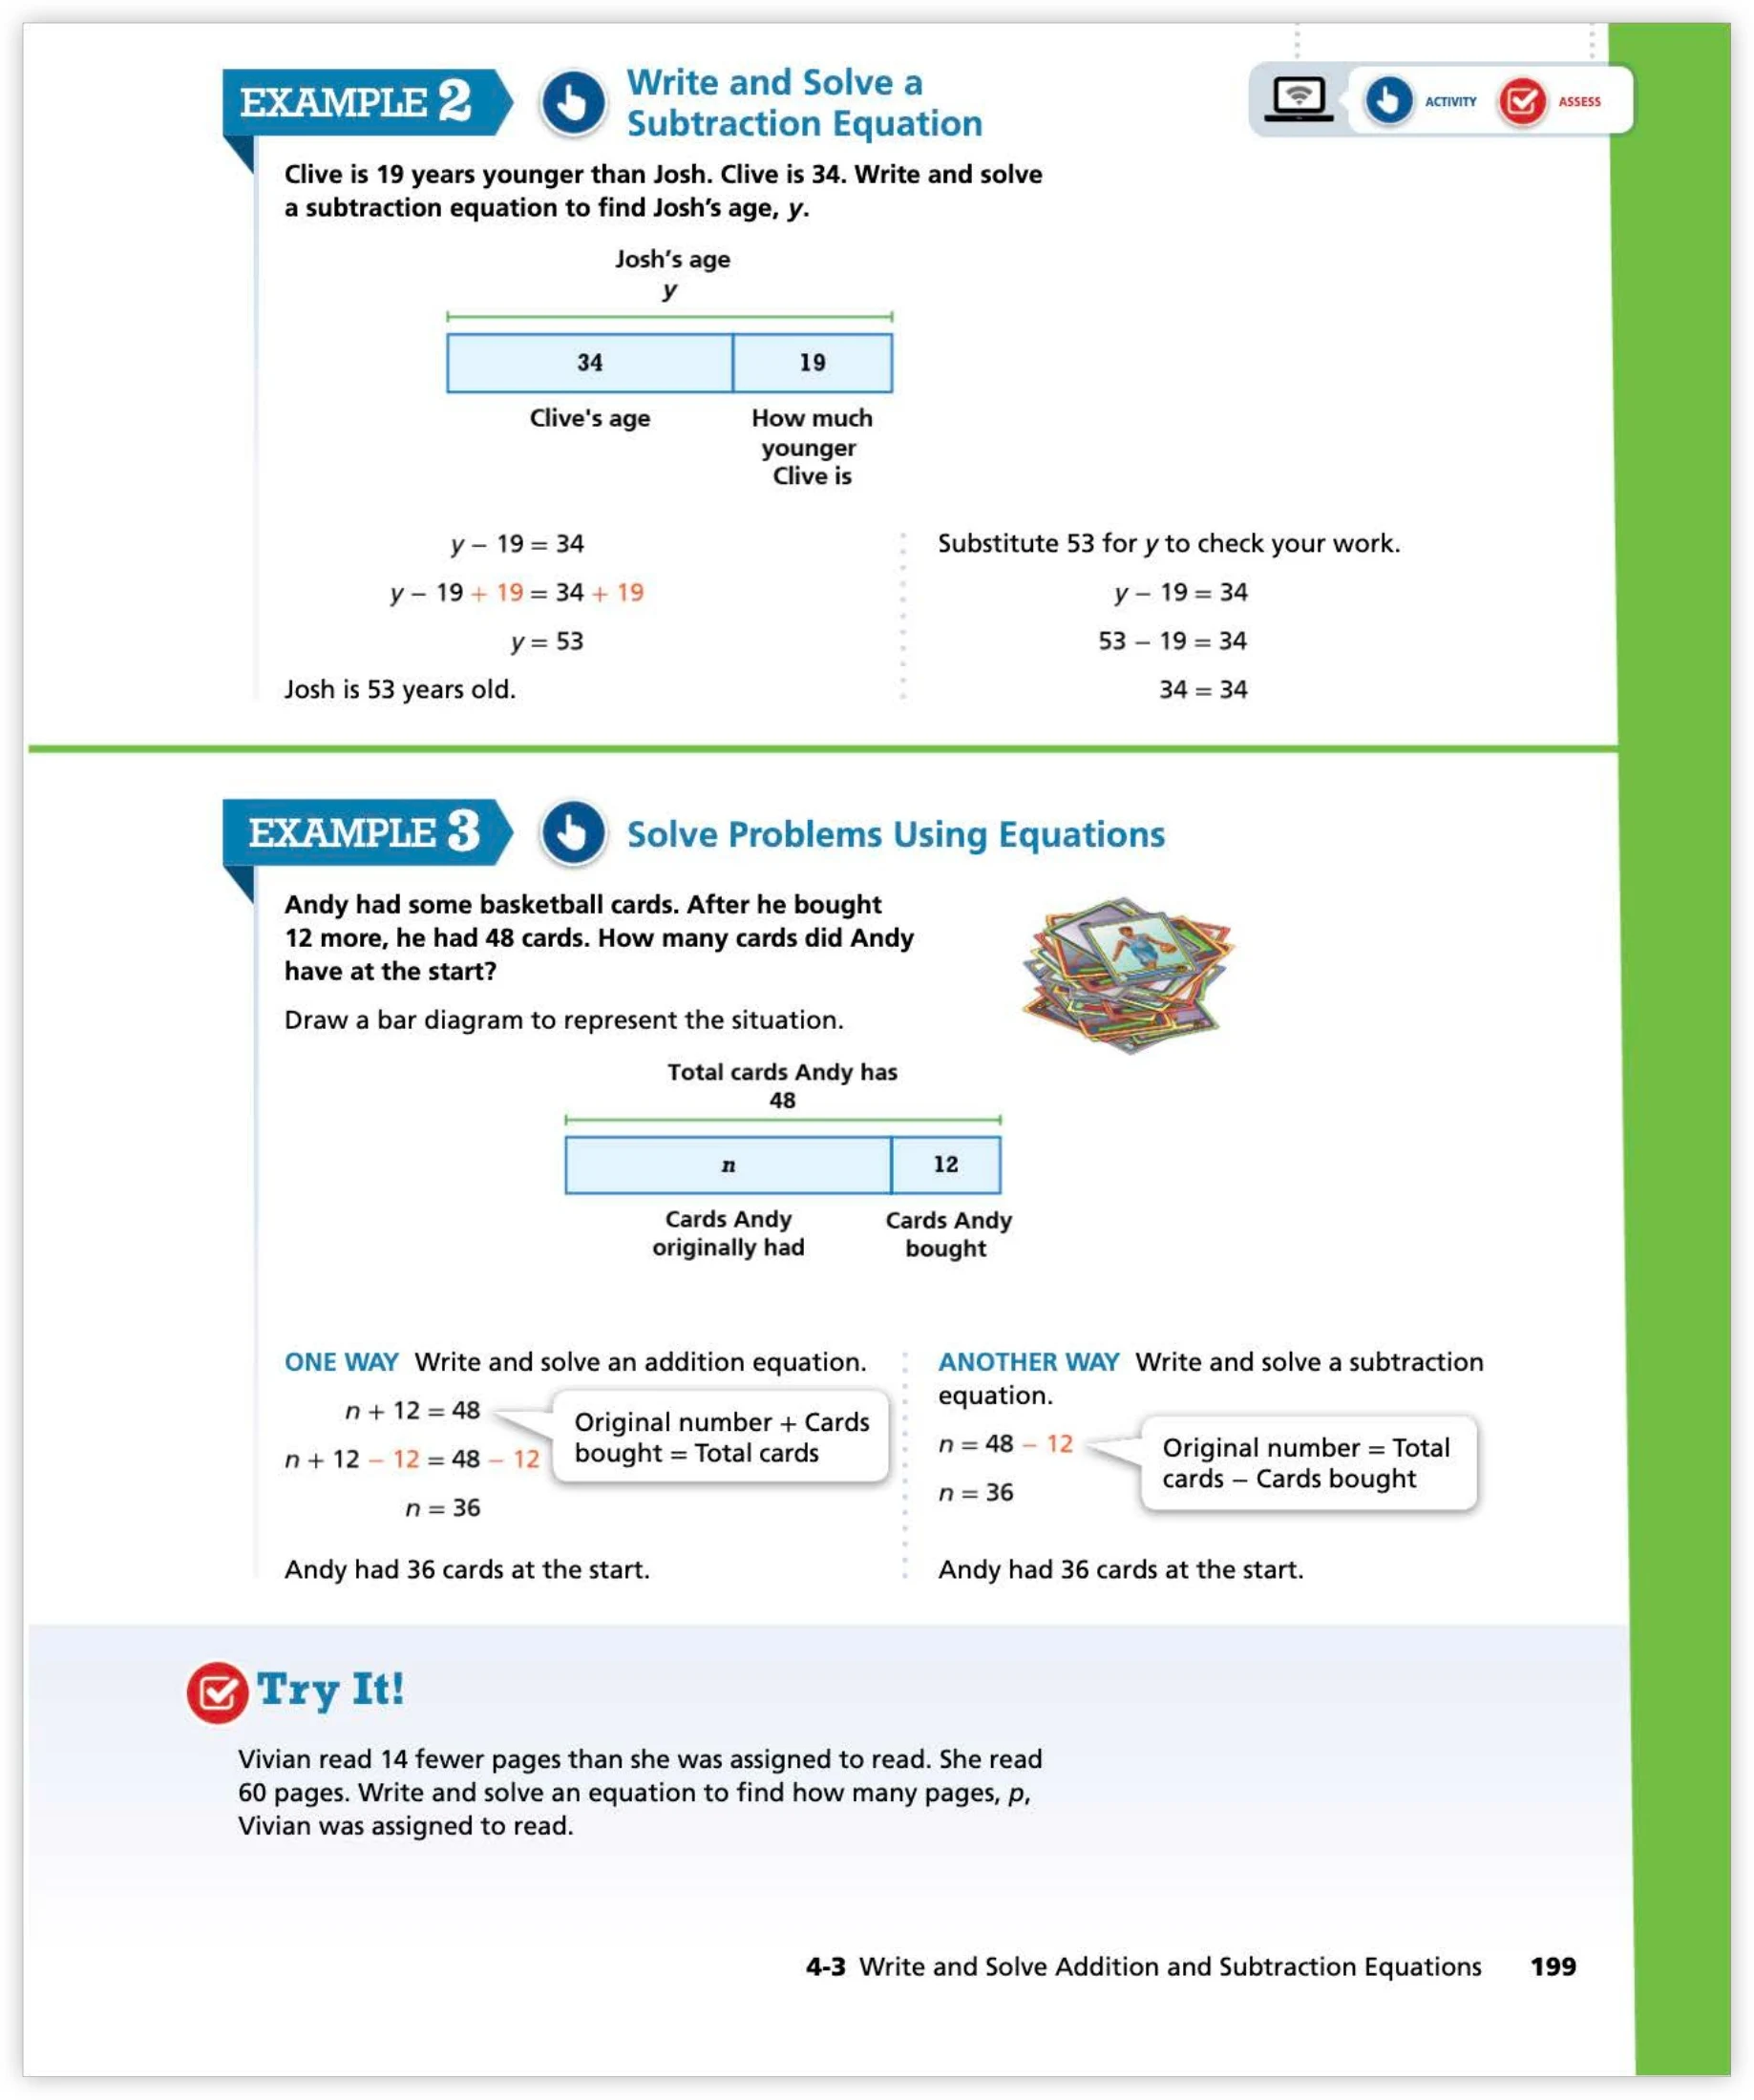 EXAMPLE 2
Write and Solve a
Subtraction Equation
ACTIVITY
ASSESS
Clive is 19 years younger than Josh. Clive is 34. Write and solve
a subtraction equation to find Josh's age, y.
Josh's age
y
34 19
Clive's age
How much
younger
Clive is
y – 19 = 34
y – 19 + 19 = 34 + 19
y = 53
Josh is 53 years old.
Substitute 53 for y to check your work.
y – 19 = 34
53 – 19 = 34
34 = 34
EXAMPLE 3
Solve Problems Using Equations
Andy had some basketball cards. After he bought
12 more, he had 48 cards. How many cards did Andy
have at the start?
Draw a bar diagram to represent the situation.
Total cards Andy has
48
n 12
Cards Andy
originally had
Cards Andy
bought
ONE WAY Write and solve an addition equation.
n + 12 = 48
n + 12 – 12 = 48 – 12
n = 36
Original number + Cards
bought = Total cards
Andy had 36 cards at the start.
ANOTHER WAY Write and solve a subtraction
equation.
n = 48 – 12
n = 36
Original number = Total
cards – Cards bought
Andy had 36 cards at the start.
Try It!
Vivian read 14 fewer pages than she was assigned to read. She read
60 pages. Write and solve an equation to find how many pages, p,
Vivian was assigned to read.
4-3 Write and Solve Addition and Subtraction Equations 199